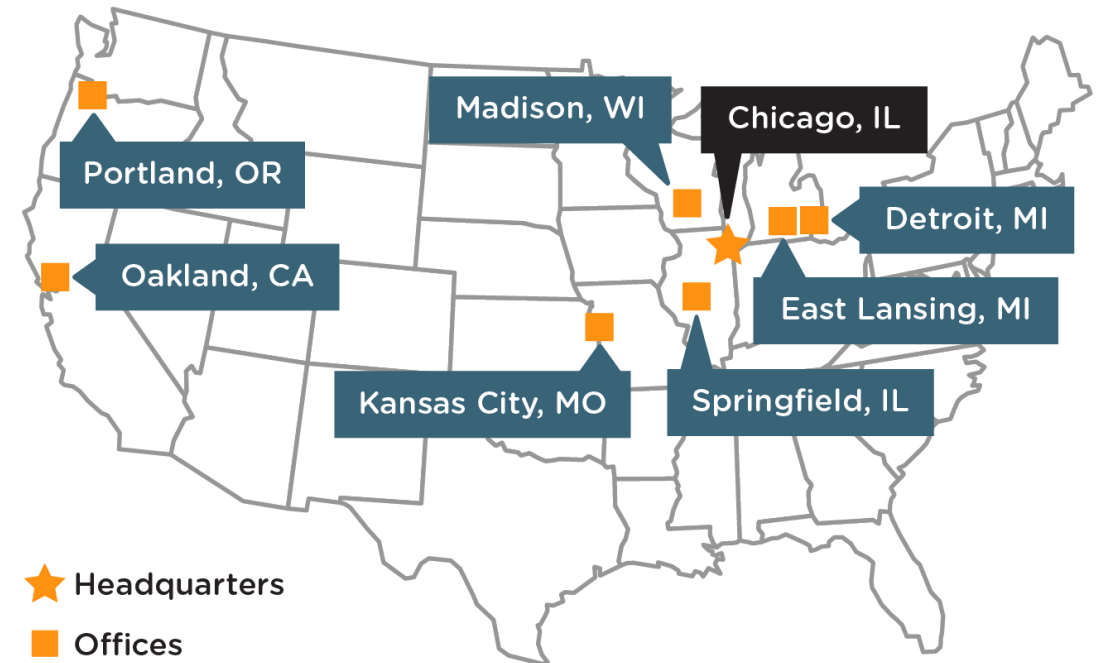 Madison, WI
Chicago, IL
Portland, OR
Detroit, MI
Oakland, CA
East Lansing, MI
Kansas City, MO
Springfield, IL
Headquarters
Offices